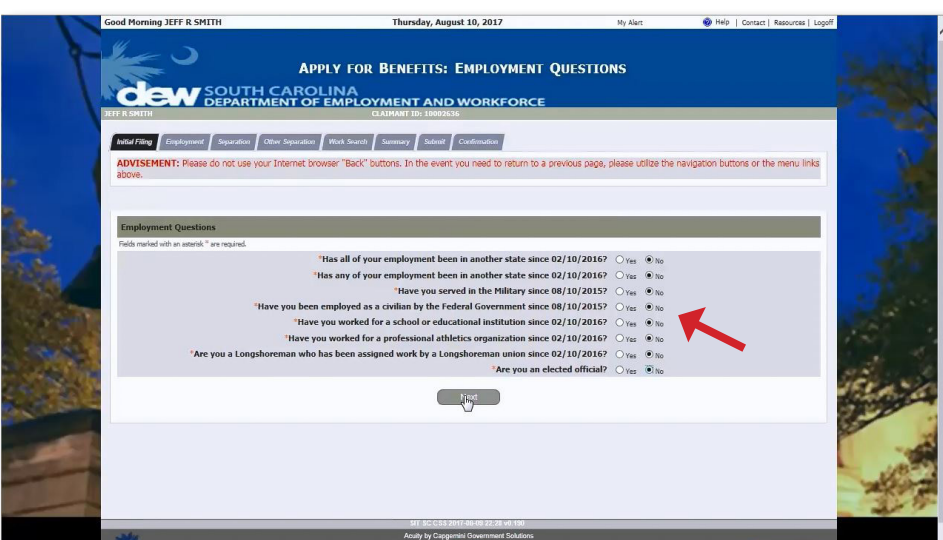 Good Morning JEFF R SMITH Thursday, August 10, 2017 My Alert Help | Contact | Resources | Logoff
APPLY FOR BENEFITS: EMPLOYMENT QUESTIONS
dew SOUTH CAROLINA
DEPARTMENT OF EMPLOYMENT AND WORKFORCE
JEFF R SMITH CLAIMANT ID: 10002636
Initial Filing Employment Separation Other Separation Work Search Summary Submit Confirmation
ADVISEMENT: Please do not use your Internet browser "Back" buttons. In the event you need to return to a previous page, please utilize the navigation buttons or the menu links
above.
Employment Questions
Fields marked with an asterisk * are required.
*Has all of your employment been in another state since 02/10/2016? Yes No
*Has any of your employment been in another state since 02/10/2016? Yes No
*Have you served in the Military since 08/10/2015? Yes No
*Have you been employed as a civilian by the Federal Government since 08/10/2015? Yes No
*Have you worked for a school or educational institution since 02/10/2016? Yes No
*Have you worked for a professional athletics organization since 02/10/2016? Yes No
*Are you a Longshoreman who has been assigned work by a Longshoreman union since 02/10/2016? Yes No
*Are you an elected official? Yes No
Next
Acuity by Capgemini Government Solutions